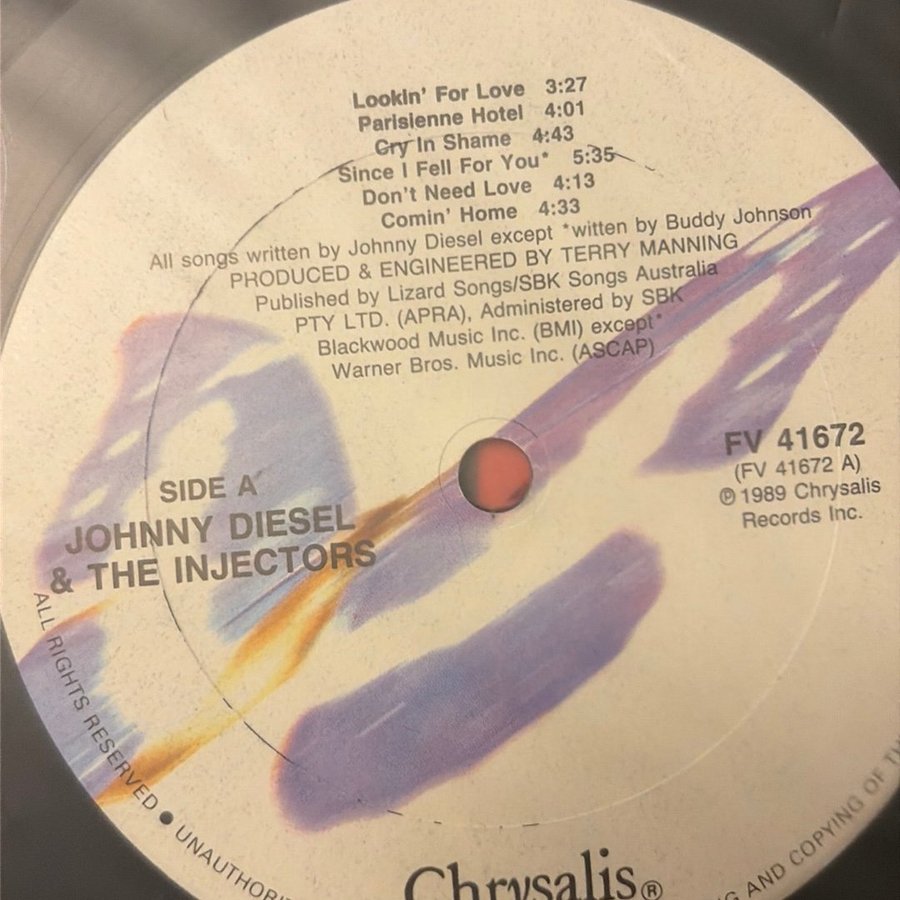 Lookin' For Love 3:27
Parisienne Hotel 4:01
Cry In Shame 4:43
Since I Fell For You* 5:35
Don't Need Love 4:13
Comin' Home 4:33
All songs written by Johnny Diesel except *witten by Buddy Johnson
PRODUCED & ENGINEERED BY TERRY MANNING
Published by Lizard Songs/SBK Songs Australia
PTY LTD. (APRA), Administered by SBK
Blackwood Music Inc. (BMI) except*
Warner Bros. Music Inc. (ASCAP)
FV 41672
(FV 41672 A)
℗ 1989 Chrysalis
Records Inc.
SIDE A
JOHNNY DIESEL
& THE INJECTORS
ALL RIGHTS RESERVED ● UNAUTHORI
G AND COPYING OF TH
Chrysalis®